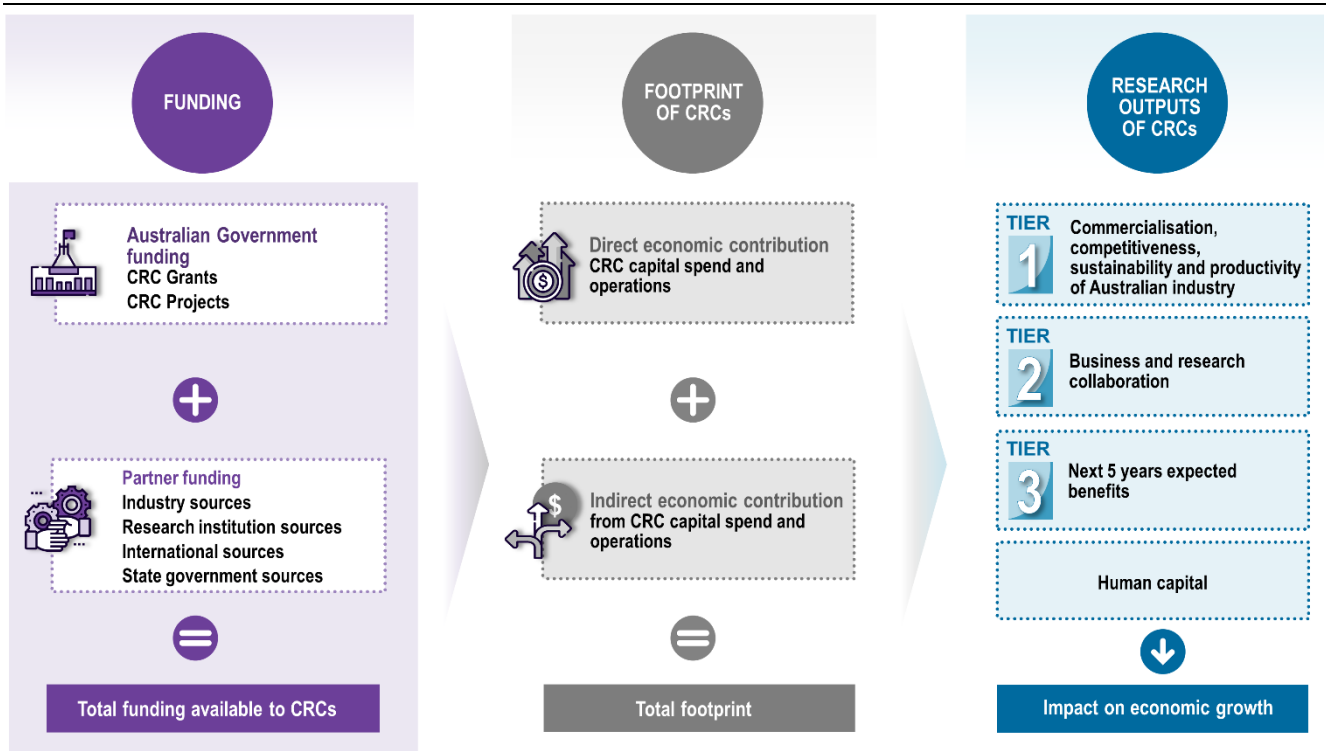 FUNDING
Australian Government
funding
CRC Grants
CRC Projects
Partner funding
Industry sources
Research institution sources
International sources
State government sources
Total funding available to CRCs
FOOTPRINT
OF CRCs
$
Direct economic contribution
CRC capital spend and
operations
$
Indirect economic contribution
from CRC capital spend and
operations
Total footprint
RESEARCH
OUTPUTS
OF CRCs
TIER
1
Commercialisation,
competitiveness,
sustainability and productivity
of Australian industry
TIER
2
Business and research
collaboration
TIER
3
Next 5 years expected
benefits
Human capital
Impact on economic growth